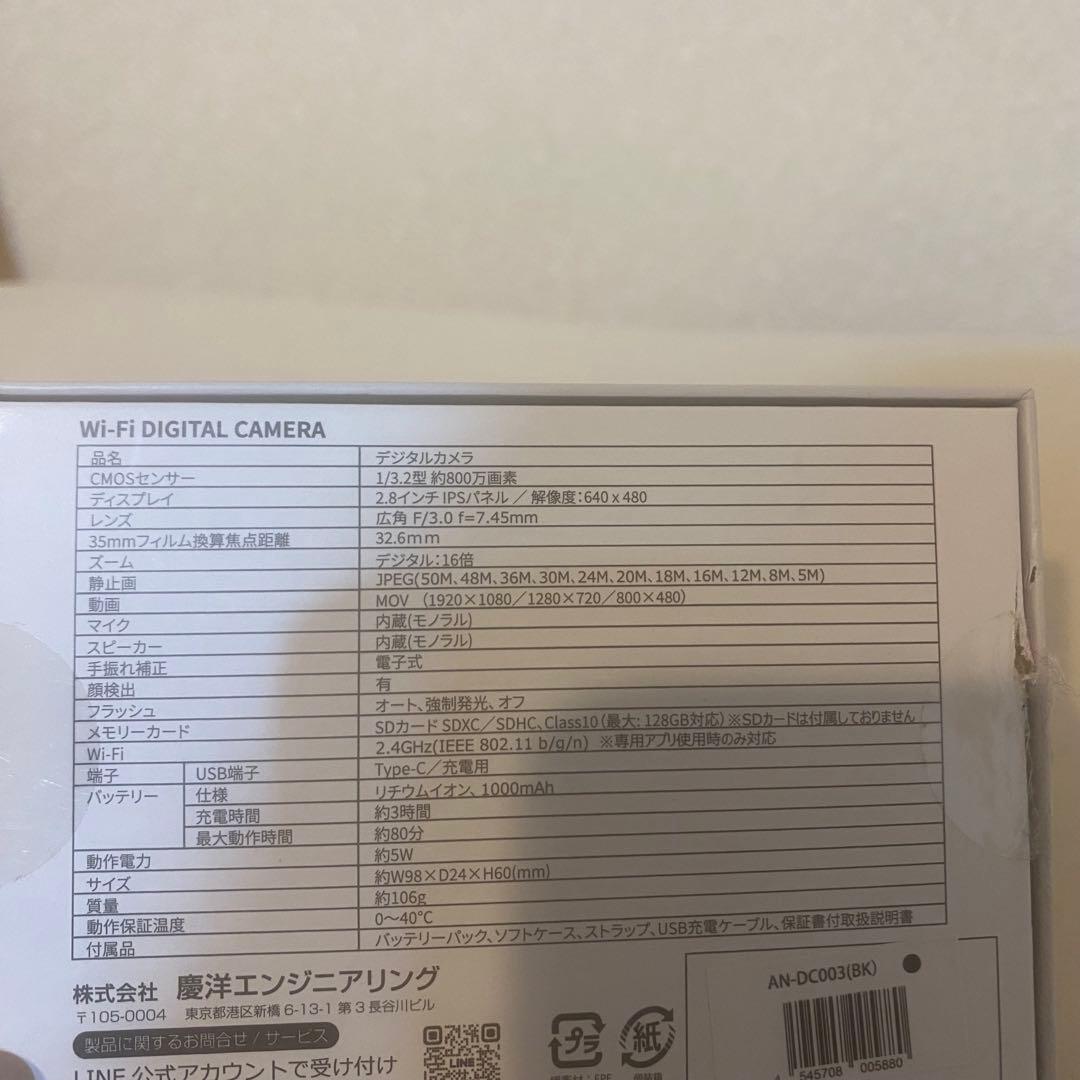 Wi-Fi DIGITAL CAMERA
品名 デジタルカメラ
CMOSセンサー 1/3.2型 約800万画素
ディスプレイ 2.8インチ IPSパネル ／ 解像度：640 x 480
レンズ 広角 F/3.0 f=7.45mm
35mmフィルム換算焦点距離 32.6mm
ズーム デジタル：16倍
静止画 JPEG(50M、48M、36M、30M、24M、20M、18M、16M、12M、8M、5M)
動画 MOV （1920×1080／1280×720／800×480）
マイク 内蔵(モノラル)
スピーカー 内蔵(モノラル)
手振れ補正 電子式
顔検出 有
フラッシュ オート、強制発光、オフ
メモリーカード SDカード SDXC／SDHC、Class10（最大: 128GB対応）※SDカードは付属しておりません
Wi-Fi 2.4GHz(IEEE 802.11 b/g/n) ※専用アプリ使用時のみ対応
端子 USB端子 Type-C／充電用
バッテリー 仕様 リチウムイオン、1000mAh
充電時間 約3時間
最大動作時間 約80分
動作電力 約5W
サイズ 約W98×D24×H60(mm)
質量 約106g
動作保証温度 0〜40℃
付属品 バッテリーパック、ソフトケース、ストラップ、USB充電ケーブル、保証書付取扱説明書
株式会社 慶洋エンジニアリング
〒105-0004 東京都港区新橋 6-13-1 第3長谷川ビル
製品に関するお問合せ / サービス
LINE 公式アカウントで受け付け
LINE
プラ
紙
個装箱
AN-DC003(BK)
4 545708 005880